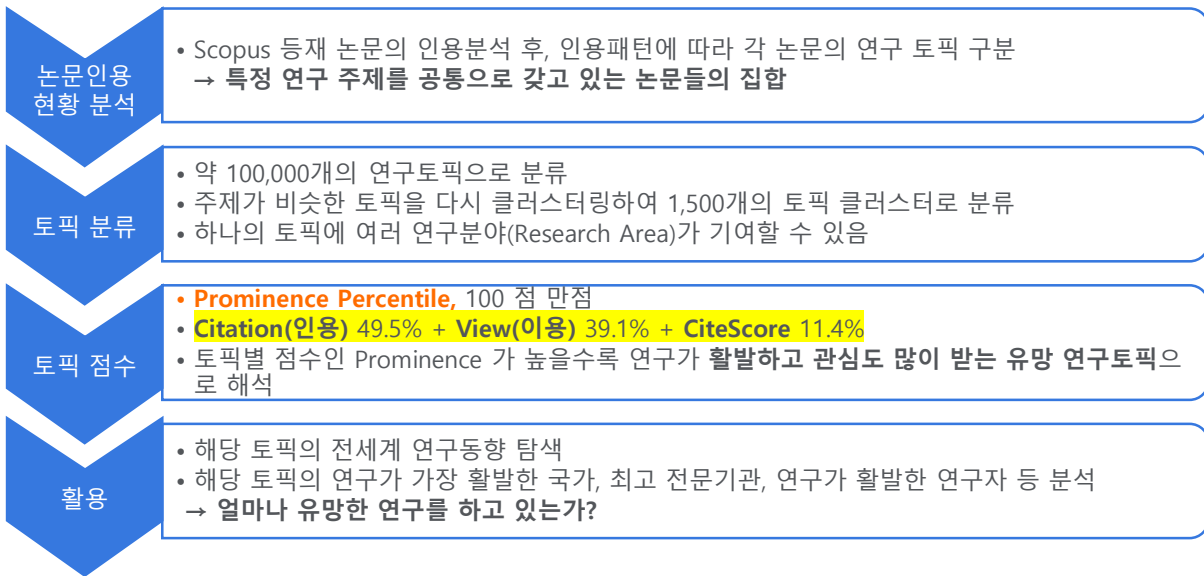 논문인용
현황 분석
• Scopus 등재 논문의 인용분석 후, 인용패턴에 따라 각 논문의 연구 토픽 구분
→ 특정 연구 주제를 공통으로 갖고 있는 논문들의 집합
토픽 분류
• 약 100,000개의 연구토픽으로 분류
• 주제가 비슷한 토픽을 다시 클러스터링하여 1,500개의 토픽 클러스터로 분류
• 하나의 토픽에 여러 연구분야(Research Area)가 기여할 수 있음
토픽 점수
• Prominence Percentile, 100 점 만점
• Citation(인용) 49.5% + View(이용) 39.1% + CiteScore 11.4%
• 토픽별 점수인 Prominence 가 높을수록 연구가 활발하고 관심도 많이 받는 유망 연구토픽으
로 해석
활용
• 해당 토픽의 전세계 연구동향 탐색
• 해당 토픽의 연구가 가장 활발한 국가, 최고 전문기관, 연구가 활발한 연구자 등 분석
→ 얼마나 유망한 연구를 하고 있는가?